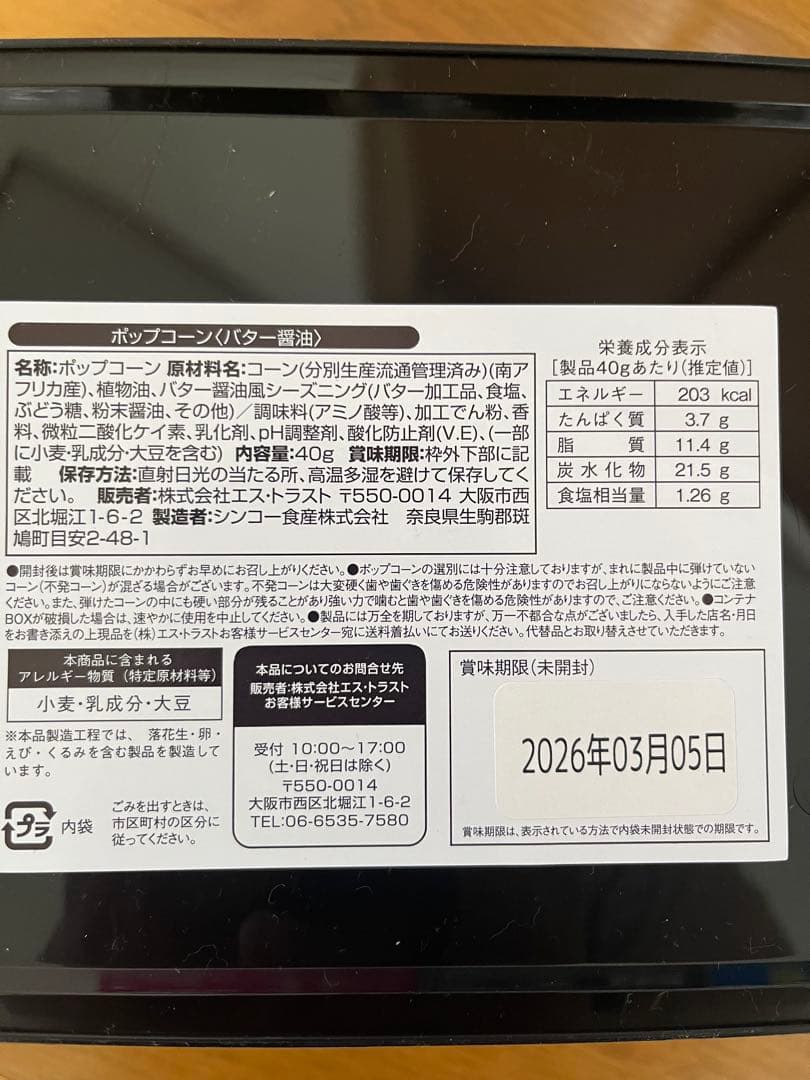 ポップコーン〈バター醤油〉
名称:ポップコーン 原材料名:コーン(分別生産流通管理済み)(南ア
フリカ産)、植物油、バター醤油風シーズニング(バター加工品、食塩、
ぶどう糖、粉末醤油、その他)／調味料(アミノ酸等)、加工でん粉、香
料、微粒二酸化ケイ素、乳化剤、pH調整剤、酸化防止剤(V.E)、(一部
に小麦・乳成分・大豆を含む) 内容量:40g 賞味期限:枠外下部に記
載 保存方法:直射日光の当たる所、高温多湿を避けて保存してく
ださい。 販売者:株式会社エス・トラスト 〒550-0014 大阪市西
区北堀江1-6-2 製造者:シンコー食産株式会社 奈良県生駒郡斑
鳩町目安2-48-1
栄養成分表示
[製品40gあたり(推定値)]
エネルギー 203 kcal
たんぱく質 3.7 g
脂質 11.4 g
炭水化物 21.5 g
食塩相当量 1.26 g
●開封後は賞味期限にかかわらずお早めにお召し上がりください。●ポップコーンの選別には十分注意しておりますが、まれに製品中に弾けていない
コーン(不発コーン)が混ざる場合がございます。不発コーンは大変硬く歯や歯ぐきを傷める危険性がありますのでお召し上がりにならないようにご注意
ください。また、弾けたコーンの中にも硬い部分が残ることがあり強い力で噛むと歯や歯ぐきを傷める危険性がありますので、ご注意ください。●コンテナ
BOXが破損した場合は、速やかに使用を中止してください。●製品には万全を期しておりますが、万一不都合な点がございましたら、入手した店名・月日
をお書き添えの上現品を(株)エス・トラストお客様サービスセンター宛に送料着払いにてお送りください。代替品とお取り替えさせていただきます。
本商品に含まれる
アレルギー物質(特定原材料等)
小麦・乳成分・大豆
※本品製造工程では、落花生・卵・
えび・くるみを含む製品を製造して
います。
プラ
内袋
ごみを出すときは、
市区町村の区分に
従ってください。
本品についてのお問合せ先
販売者:株式会社エス・トラスト
お客様サービスセンター
受付 10:00～17:00
(土・日・祝日は除く)
〒550-0014
大阪市西区北堀江1-6-2
TEL:06-6535-7580
賞味期限(未開封)
2026年03月05日
賞味期限は、表示されている方法で内袋未開封状態での期限です。